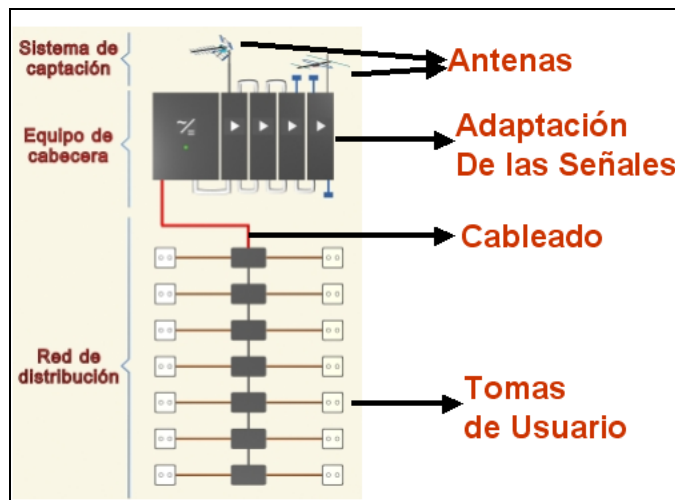 Sistema de
captación
Antenas
Equipo de
cabecera
Adaptación
De las Señales
Cableado
Red de
distribución
Tomas
de Usuario